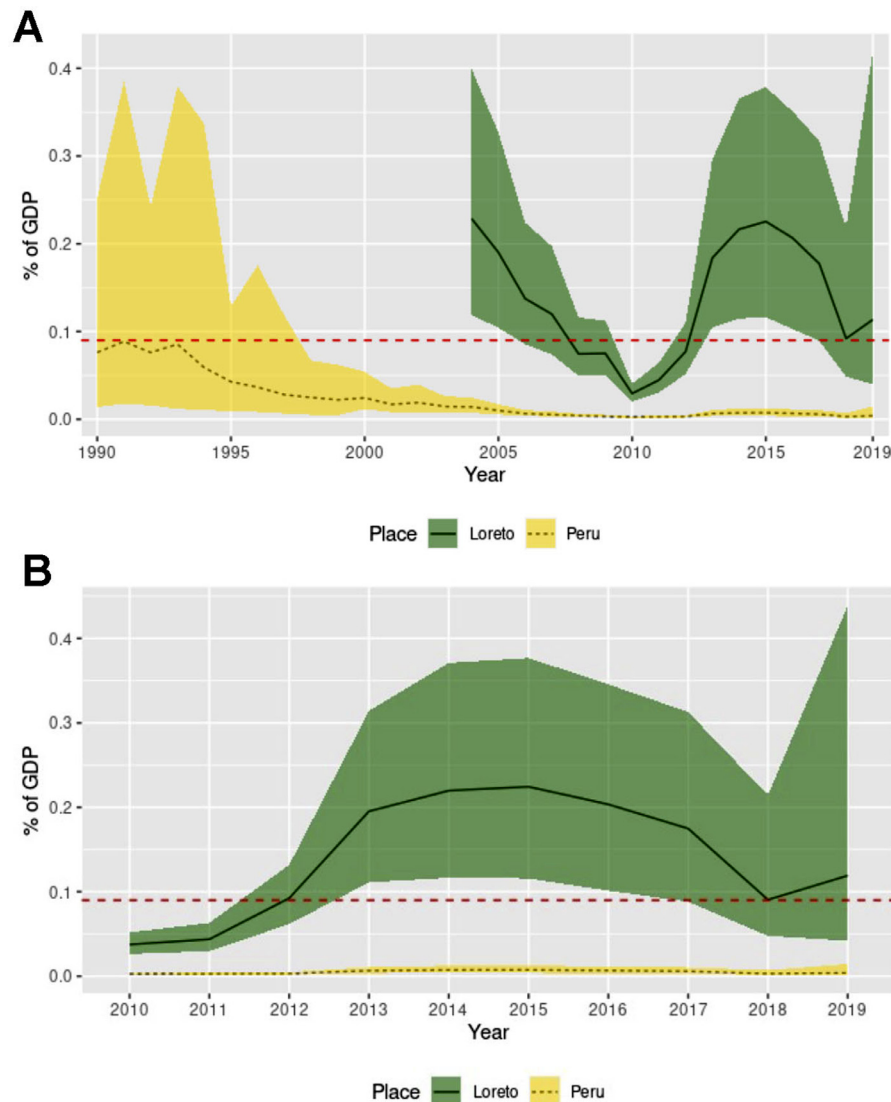 A
% of GDP
0.4
0.3
0.2
0.1
0.0
1990 1995 2000 2005 2010 2015 2019
Year
Place Loreto Peru
B
% of GDP
0.4
0.3
0.2
0.1
0.0
2010 2011 2012 2013 2014 2015 2016 2017 2018 2019
Year
Place Loreto Peru